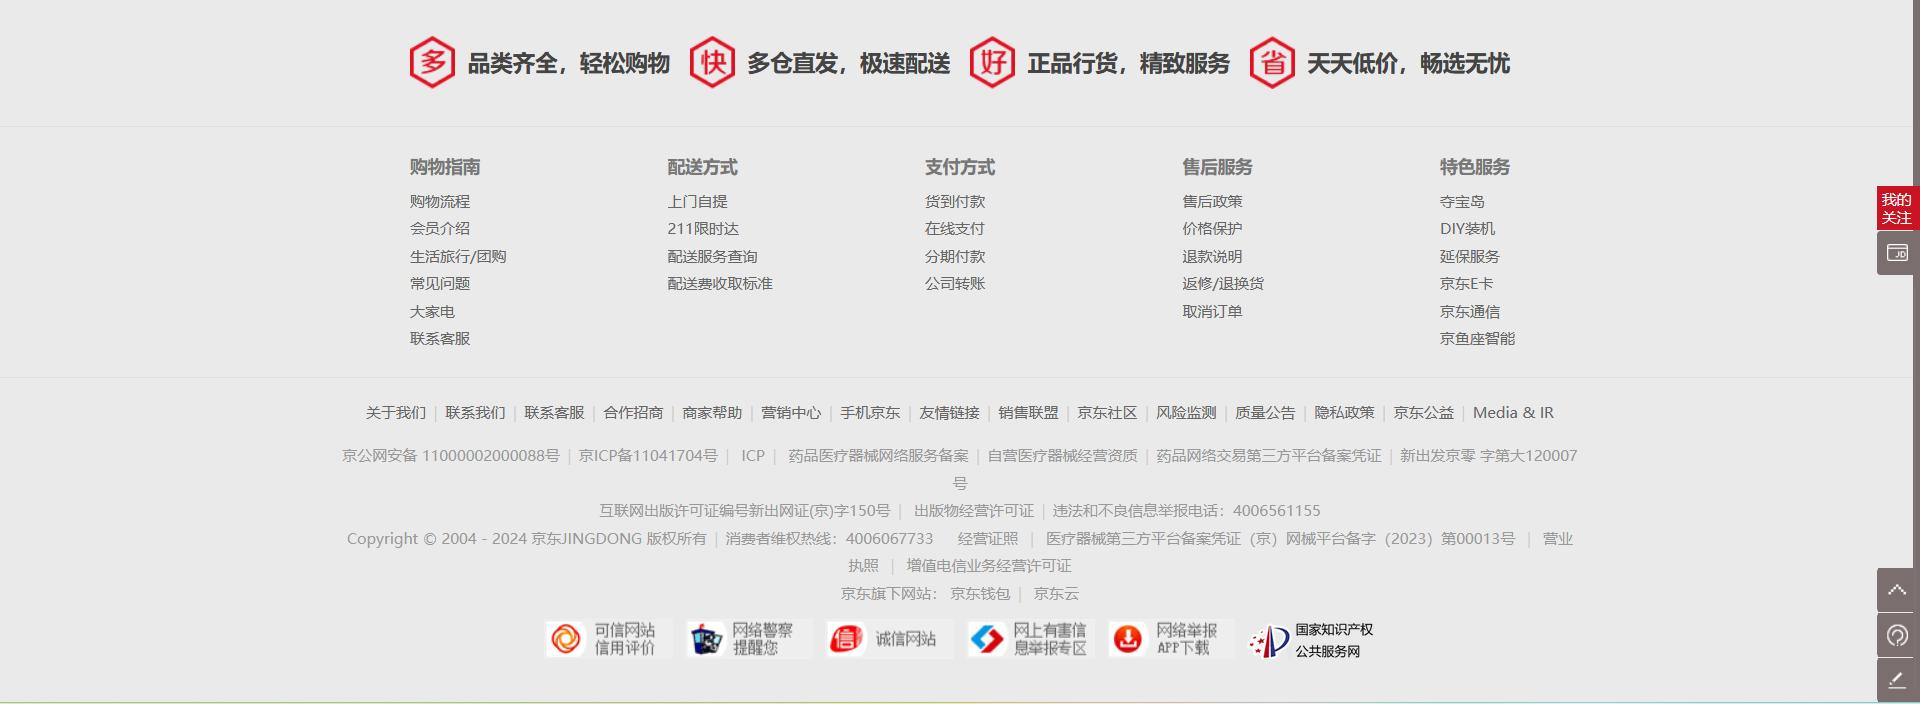 多 品类齐全，轻松购物 快 多仓直发，极速配送 好 正品行货，精致服务 省 天天低价，畅选无忧
购物指南
购物流程
会员介绍
生活旅行/团购
常见问题
大家电
联系客服
配送方式
上门自提
211限时达
配送服务查询
配送费收取标准
支付方式
货到付款
在线支付
分期付款
公司转账
售后服务
售后政策
价格保护
退款说明
返修/退换货
取消订单
特色服务
夺宝岛
DIY装机
延保服务
京东E卡
京东通信
京鱼座智能
我的
关注
JD
关于我们 | 联系我们 | 联系客服 | 合作招商 | 商家帮助 | 营销中心 | 手机京东 | 友情链接 | 销售联盟 | 京东社区 | 风险监测 | 质量公告 | 隐私政策 | 京东公益 | Media & IR
京公网安备 11000002000088号 | 京ICP备11041704号 | ICP | 药品医疗器械网络服务备案 | 自营医疗器械经营资质 | 药品网络交易第三方平台备案凭证 | 新出发京零 字第大120007
号
互联网出版许可证编号新出网证(京)字150号 | 出版物经营许可证 | 违法和不良信息举报电话：4006561155
Copyright © 2004 - 2024 京东JINGDONG 版权所有 | 消费者维权热线：4006067733 经营证照 | 医疗器械第三方平台备案凭证（京）网械平台备字（2023）第00013号 | 营业
执照 | 增值电信业务经营许可证
京东旗下网站： 京东钱包 | 京东云
可信网站
信用评价
网络警察
提醒您
信 诚信网站
网上有害信
息举报专区
网络举报
APP下载
国家知识产权
公共服务网